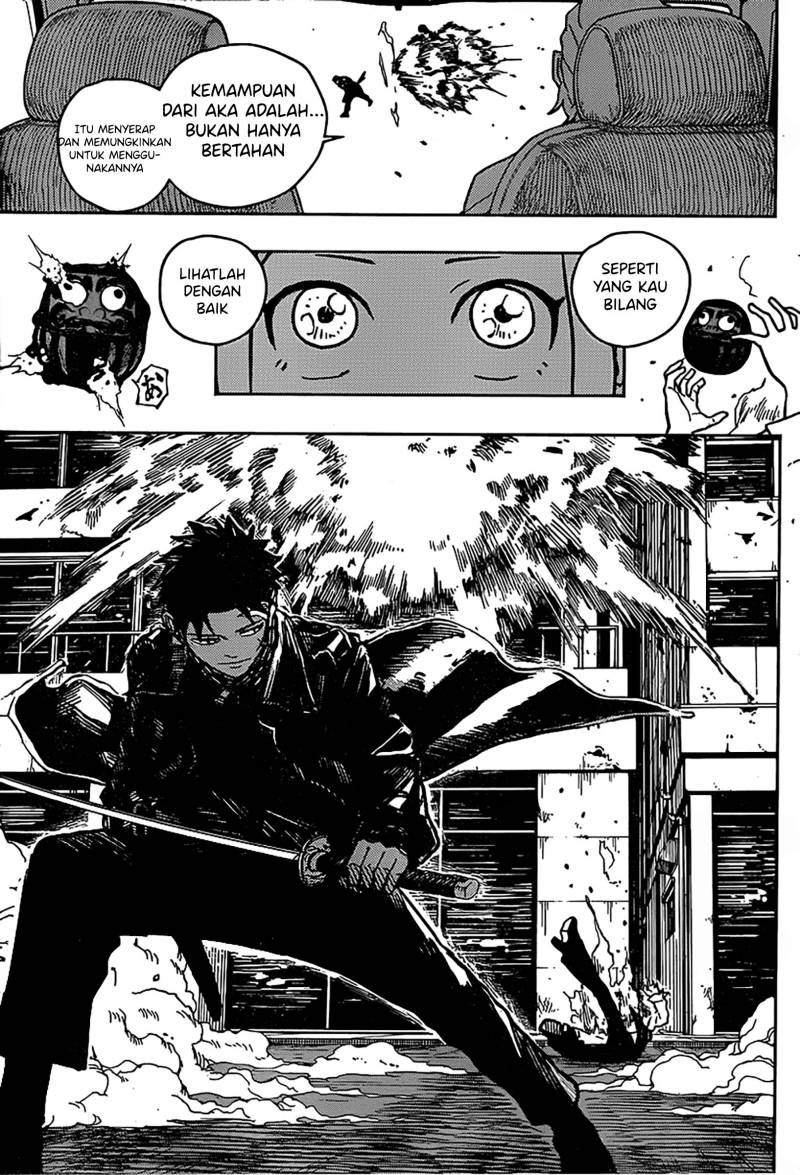 KEMAMPUAN
DARI AKA ADALAH...
BUKAN HANYA
BERTAHAN
ITU MENYERAP
DAN MEMUNGKINKAN
UNTUK MENGGU-
NAKANNYA
SEPERTI
YANG KAU
BILANG
LIHATLAH
DENGAN
BAIK